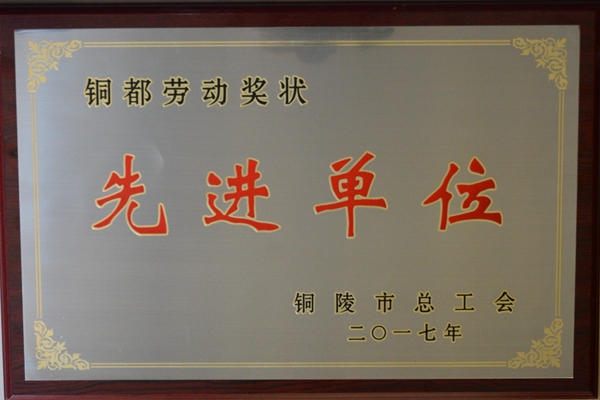 铜都劳动奖状
先进单位
铜陵市总工会
二〇一七年